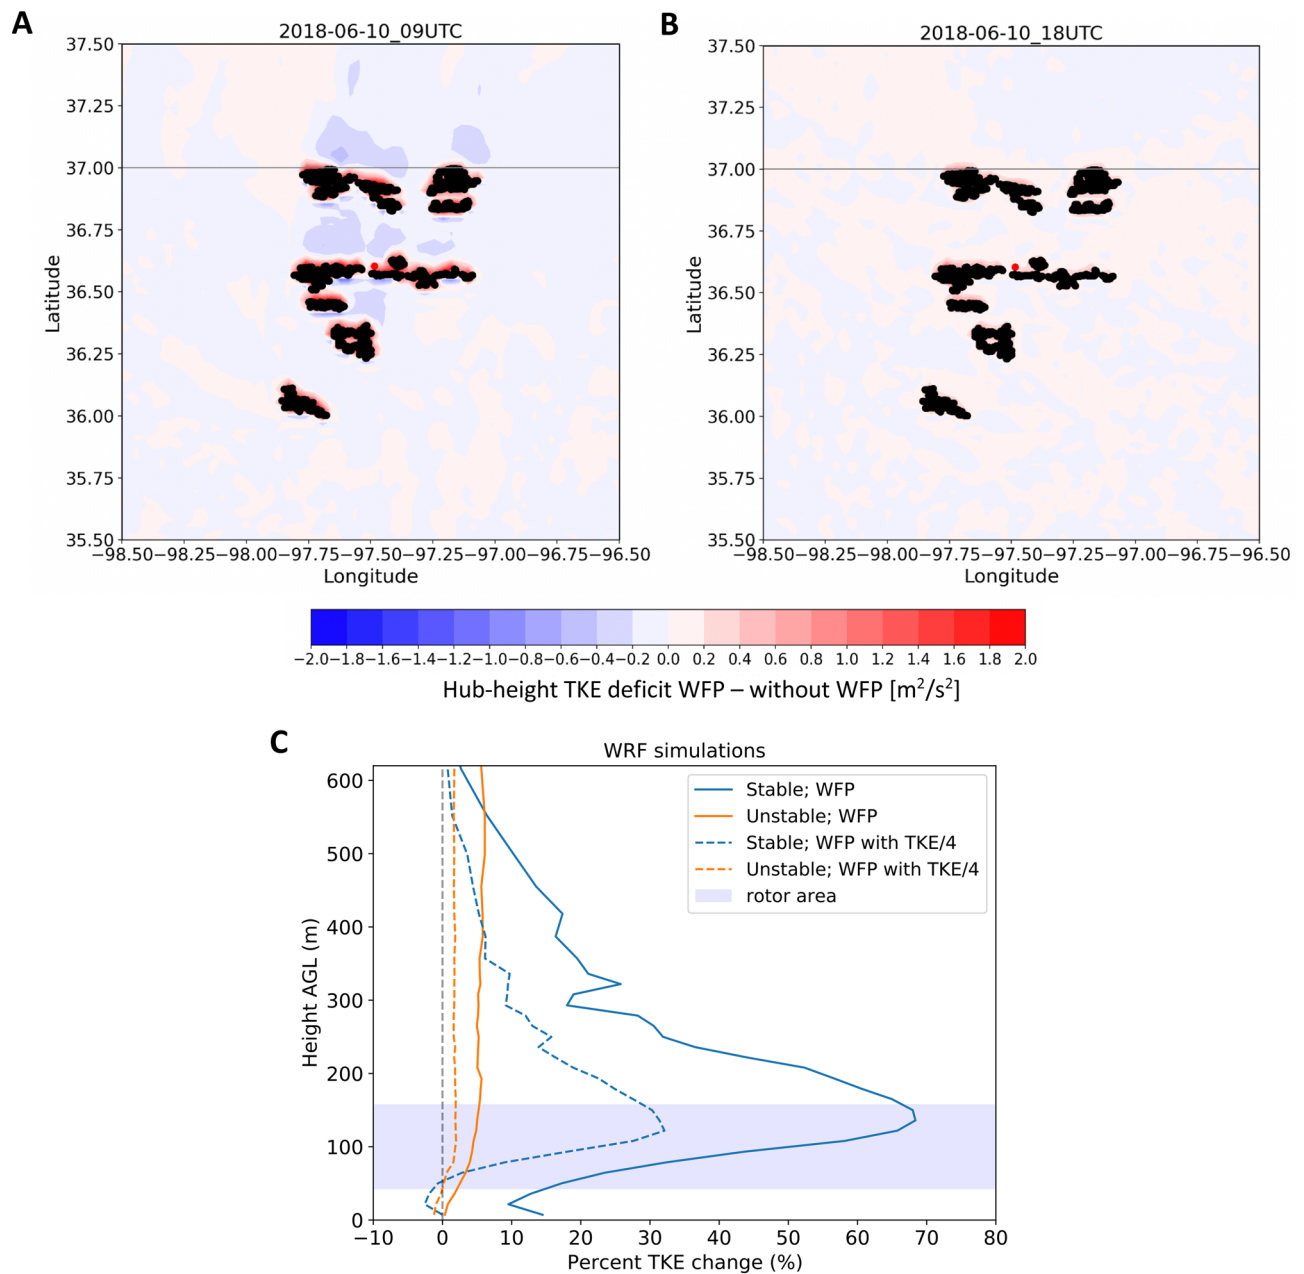 A
2018-06-10_09UTC
37.50
37.25
37.00
36.75
36.50
36.25
36.00
35.75
35.50
Latitude
−98.50−98.25−98.00−97.75−97.50−97.25−97.00−96.75−96.50
Longitude
B
2018-06-10_18UTC
37.50
37.25
37.00
36.75
36.50
36.25
36.00
35.75
35.50
Latitude
−98.50−98.25−98.00−97.75−97.50−97.25−97.00−96.75−96.50
Longitude
−2.0−1.8−1.6−1.4−1.2−1.0−0.8−0.6−0.4−0.2 0.0 0.2 0.4 0.6 0.8 1.0 1.2 1.4 1.6 1.8 2.0
Hub-height TKE deficit WFP – without WFP [m²/s²]
C
WRF simulations
Stable; WFP
Unstable; WFP
Stable; WFP with TKE/4
Unstable; WFP with TKE/4
rotor area
600
500
400
300
200
100
0
Height AGL (m)
−10 0 10 20 30 40 50 60 70 80
Percent TKE change (%)